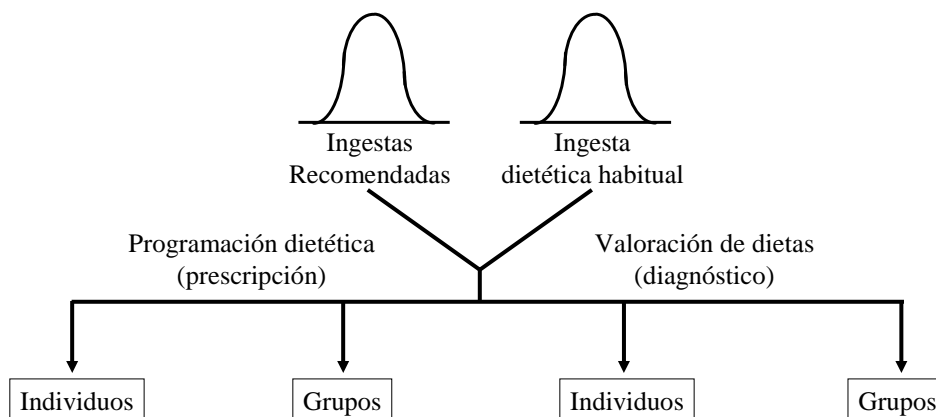 Ingestas
Recomendadas
Ingesta
dietética habitual
Programación dietética
(prescripción)
Valoración de dietas
(diagnóstico)
Individuos
Grupos
Individuos
Grupos